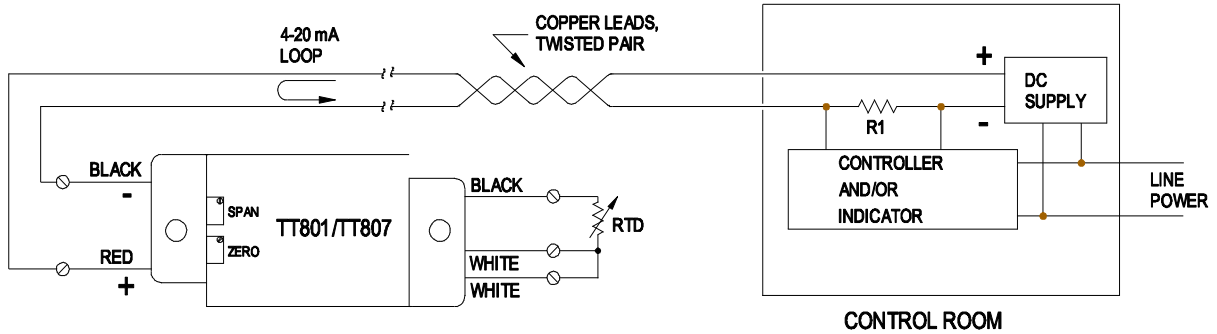 COPPER LEADS,
TWISTED PAIR
4-20 mA
LOOP
+
DC
SUPPLY
-
R1
CONTROLLER
AND/OR
INDICATOR
LINE
POWER
BLACK
-
SPAN
ZERO
TT801/TT807
RED
+
BLACK
RTD
WHITE
WHITE
CONTROL ROOM